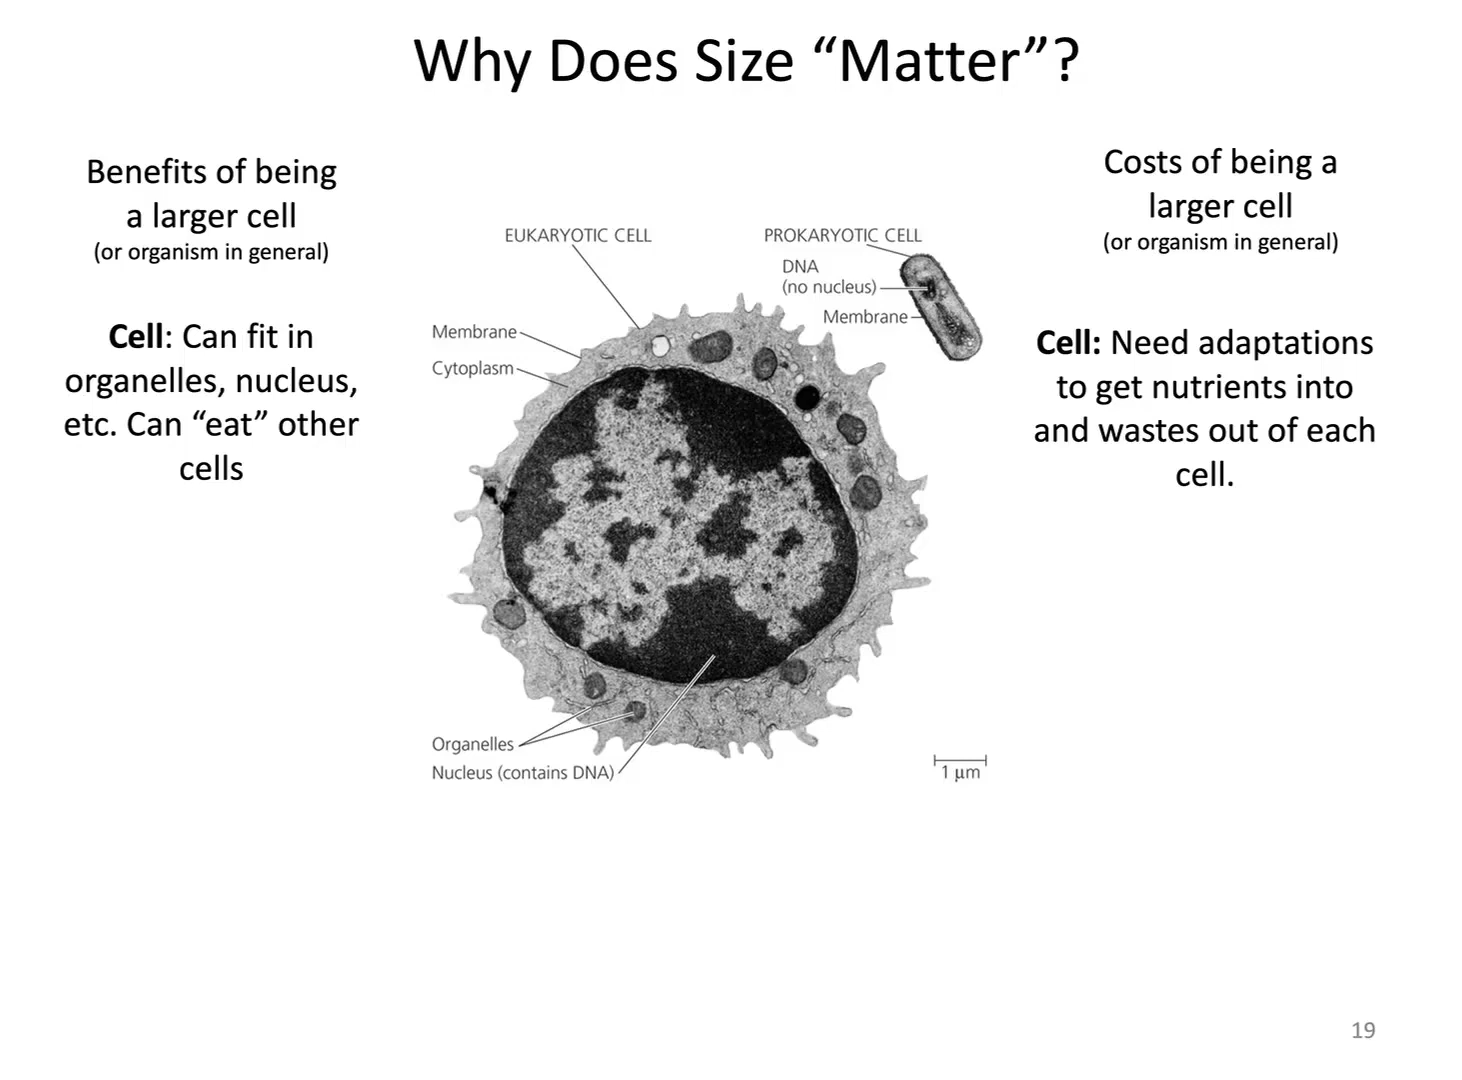 Why Does Size “Matter”?
Benefits of being
a larger cell
(or organism in general)
Cell: Can fit in
organelles, nucleus,
etc. Can “eat” other
cells
EUKARYOTIC CELL
Membrane
Cytoplasm
PROKARYOTIC CELL
DNA
(no nucleus)
Membrane
Organelles
Nucleus (contains DNA)
1 μm
Costs of being a
larger cell
(or organism in general)
Cell: Need adaptations
to get nutrients into
and wastes out of each
cell.
19